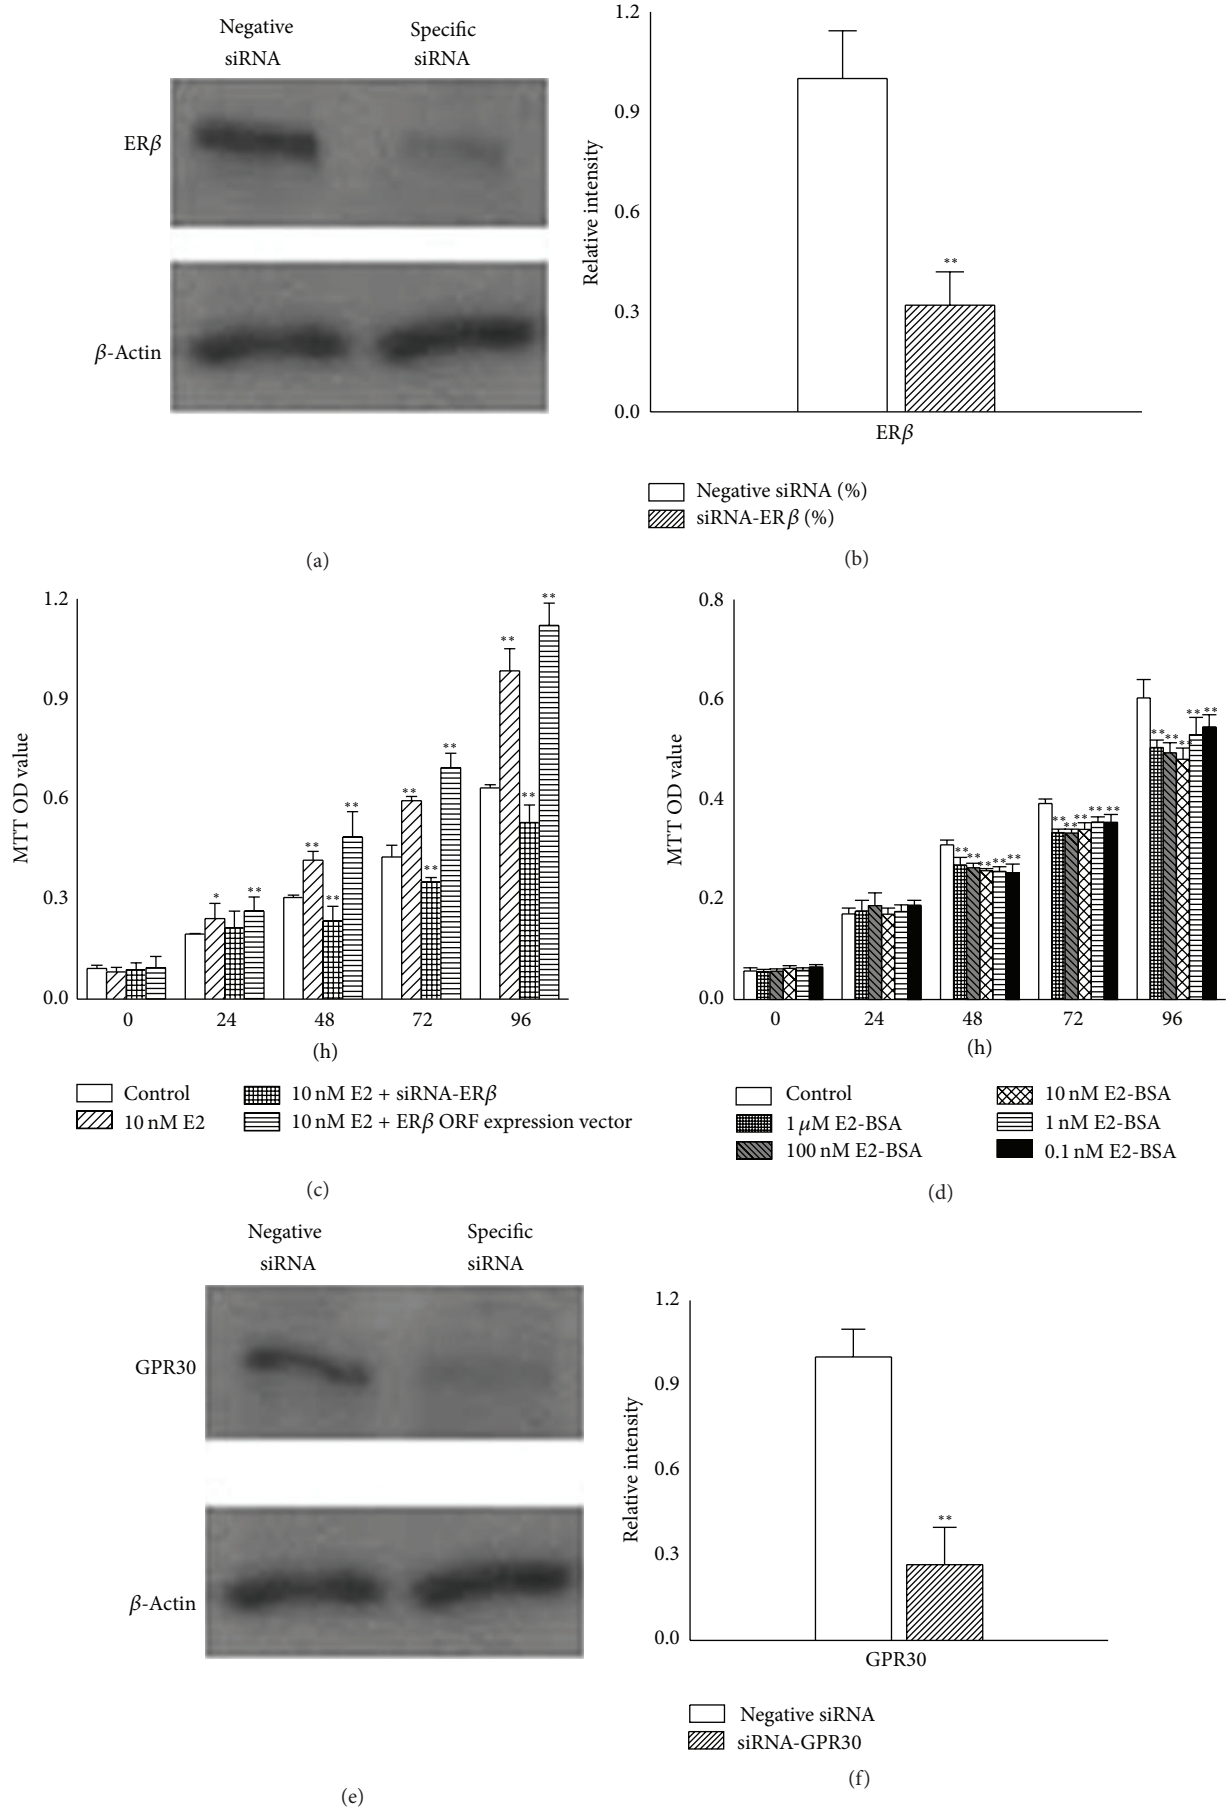 Negative
siRNA
Specific
siRNA
ERβ
β-Actin
(a)
1.2
0.9
0.6
0.3
0.0
Relative intensity
**
ERβ
Negative siRNA (%)
siRNA-ERβ (%)
(b)
1.2
0.9
0.6
0.3
0.0
MTT OD value
* **
** ** **
** ** **
** ** **
0 24 48 72 96
(h)
Control
10 nM E2
10 nM E2 + siRNA-ERβ
10 nM E2 + ERβ ORF expression vector
(c)
0.8
0.6
0.4
0.2
0.0
MTT OD value
** ** ** ** **
** ** ** ** **
** ** ** ** **
0 24 48 72 96
(h)
Control
1 μM E2-BSA
100 nM E2-BSA
10 nM E2-BSA
1 nM E2-BSA
0.1 nM E2-BSA
(d)
Negative
siRNA
Specific
siRNA
GPR30
β-Actin
(e)
1.2
0.9
0.6
0.3
0.0
Relative intensity
**
GPR30
Negative siRNA
siRNA-GPR30
(f)